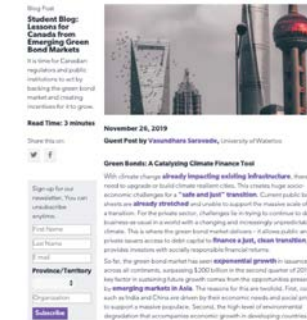 Blog Post
Student Blog:
Lessons for
Canada from
Emerging Green
Bond Markets
It is time for Canadian
regulators and public
institutions to act by
backing the green bond
market and creating
incentives for it to grow.
Read Time: 3 minutes
Share this on:
Sign-up for our
newsletter. You can
unsubscribe
anytime.
First Name
Last Name
E-mail
Province/Territory
Organization
Subscribe
November 26, 2019
Guest Post by Vasundhara Saravade, University of Waterloo
Green Bonds: A Catalyzing Climate Finance Tool
With climate change already impacting existing infrastructure, there
need to upgrade or build climate resilient cities. This creates huge socio-
economic challenges for a "safe and just" transition. Current public
sheets are already stretched and unable to support the massive scale of
a transition. For the private sector, challenges lie in trying to continue to do
business-as-usual in a world with a changing and increasingly unpredictable
climate. This is where the green bond market delivers – it allows public and
private issuers access to debt capital to finance a just, clean transition,
provides investors with socially responsible financial returns.
So far, the green bond market has seen exponential growth in issuance
across all continents, surpassing $200 billion in the second quarter of 201
key factor in sustaining future growth comes from the opportunities presen
by emerging markets in Asia. The reasons for this are twofold. First,
such as India and China are driven by their economic needs and social
to support a massive populace. Second, the high level of environmental
degradation that accompanies economic growth in developing countries